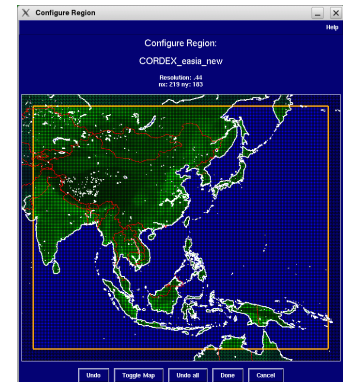 Configure Region
Help
Configure Region:
CORDEX_easia_new
Resolution: .44
nx: 219 ny: 183
Undo Toggle Map Undo all Done Cancel